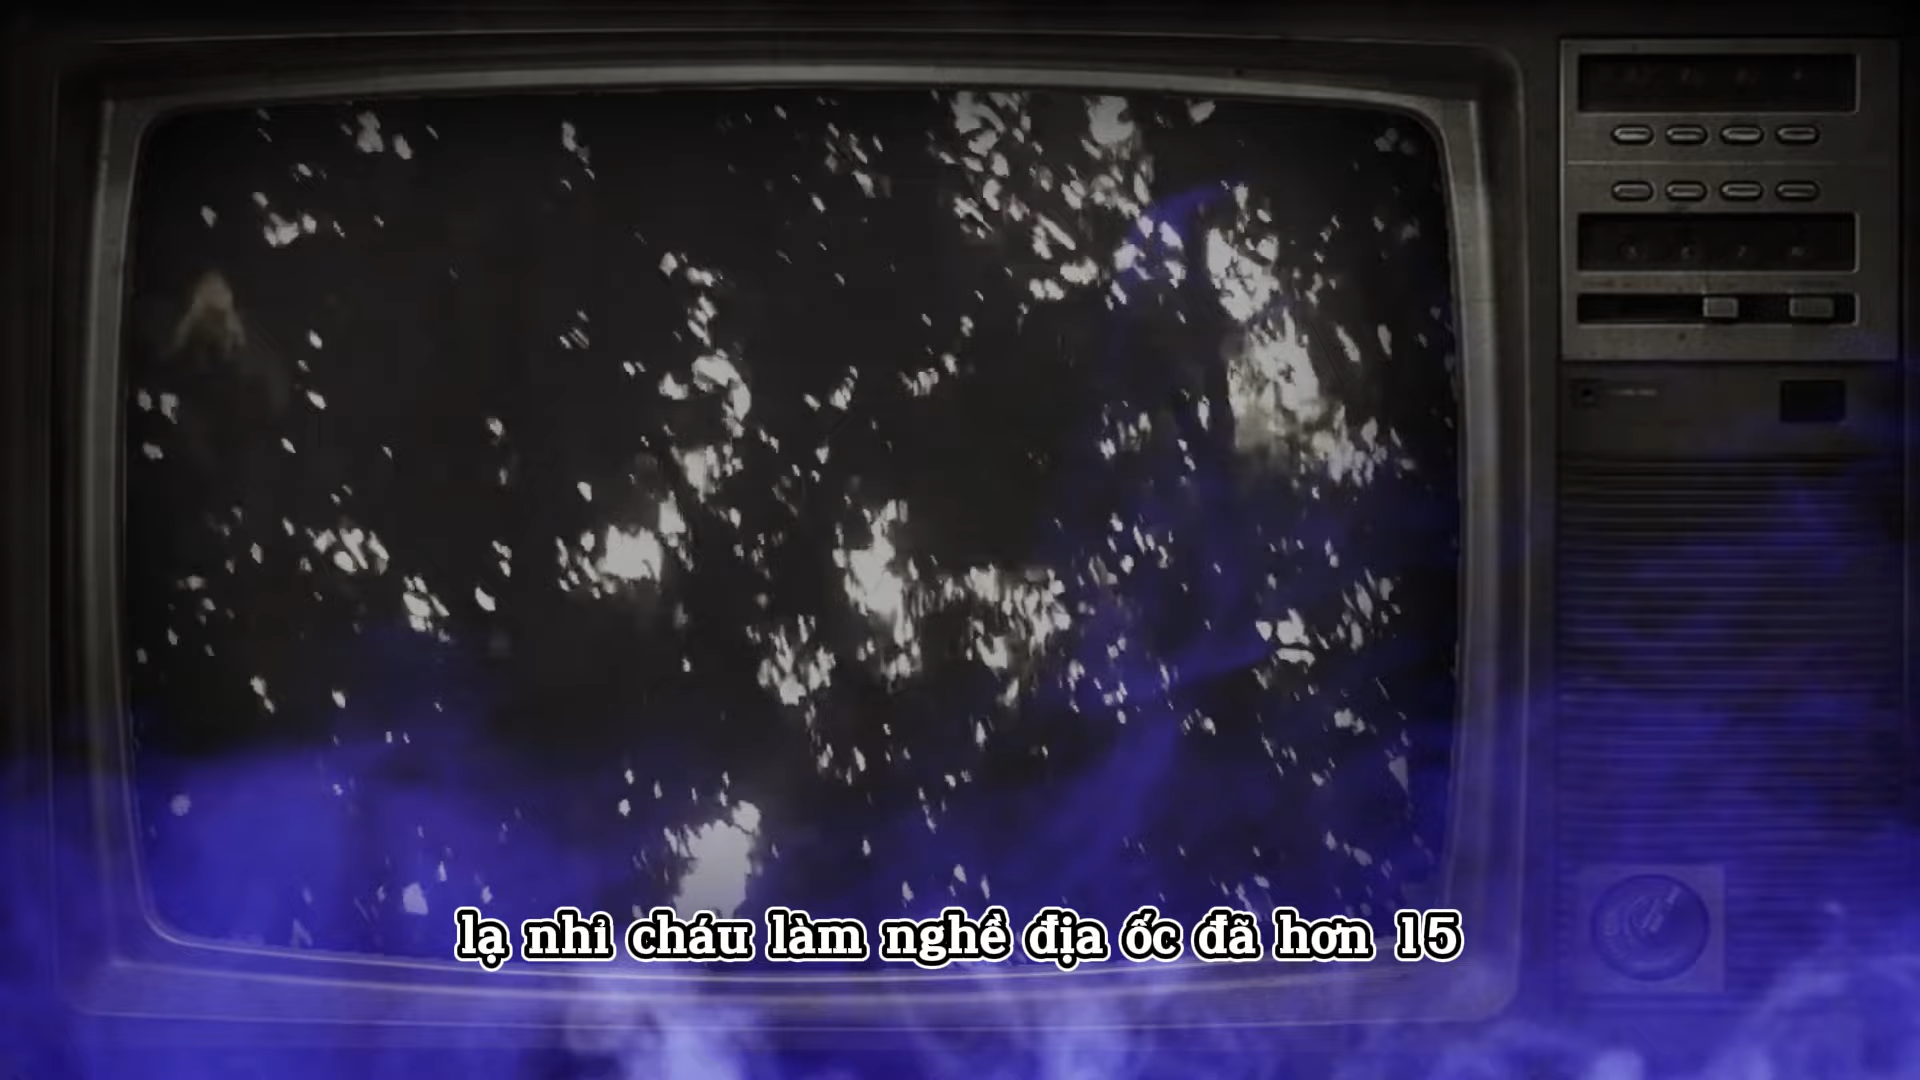 lạ nhỉ cháu làm nghề địa ốc đã hơn 15